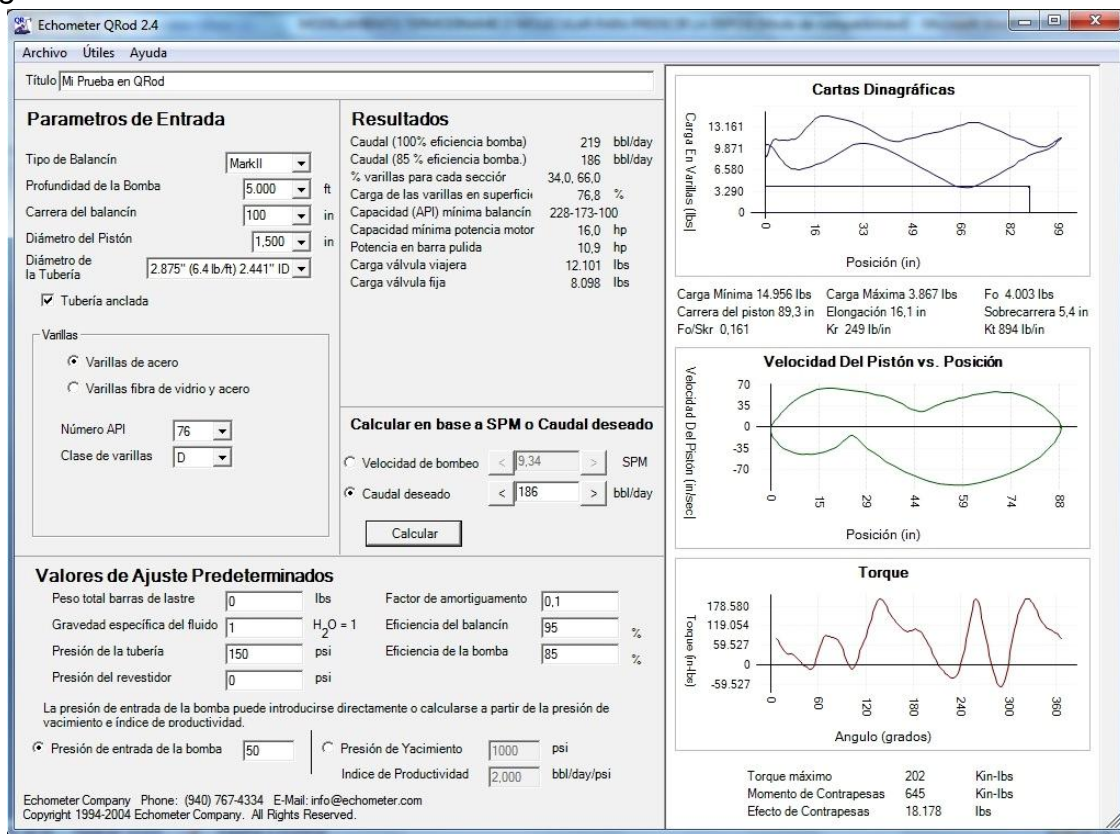 Echometer QRod 2.4
Archivo Útiles Ayuda
Título Mi Prueba en QRod
Parametros de Entrada
Tipo de Balancín MarkII
Profundidad de la Bomba 5.000 ft
Carrera del balancín 100 in
Diámetro del Pistón 1,500 in
Diámetro de
la Tubería 2.875" (6.4 lb/ft) 2.441" ID
Tubería anclada
Varillas
Varillas de acero
Varillas fibra de vidrio y acero
Número API 76
Clase de varillas D
Resultados
Caudal (100% eficiencia bomba) 219 bbl/day
Caudal (85 % eficiencia bomba.) 186 bbl/day
% varillas para cada secciór 34,0, 66,0
Carga de las varillas en superficie 76,8 %
Capacidad (API) mínima balancín 228-173-100
Capacidad mínima potencia motor 16,0 hp
Potencia en barra pulida 10,9 hp
Carga válvula viajera 12.101 lbs
Carga válvula fija 8.098 lbs
Calcular en base a SPM o Caudal deseado
Velocidad de bombeo < 9,34 > SPM
Caudal deseado < 186 > bbl/day
Calcular
Valores de Ajuste Predeterminados
Peso total barras de lastre 0 lbs Factor de amortiguamento 0,1
Gravedad específica del fluido 1 H2O = 1 Eficiencia del balancín 95 %
Presión de la tubería 150 psi Eficiencia de la bomba 85 %
Presión del revestidor 0 psi
La presión de entrada de la bomba puede introducirse directamente o calcularse a partir de la presión de
yacimiento e índice de productividad.
Presión de entrada de la bomba 50 Presión de Yacimiento 1000 psi
Indice de Productividad 2,000 bbl/day/psi
Echometer Company Phone: (940) 767-4334 E-Mail: info@echometer.com
Copyright 1994-2004 Echometer Company. All Rights Reserved.
Cartas Dinagráficas
Carga En Varillas (lbs)
13.161
9.871
6.580
3.290
0
0 16 33 49 66 82 99
Posición (in)
Carga Mínima 14.956 lbs Carga Máxima 3.867 lbs Fo 4.003 lbs
Carrera del piston 89,3 in Elongación 16,1 in Sobrecarrera 5,4 in
Fo/Skr 0,161 Kr 249 lb/in Kt 894 lb/in
Velocidad Del Pistón vs. Posición
Velocidad Del Pistón (in/sec)
70
35
0
-35
-70
0 15 29 44 59 74 88
Posición (in)
Torque
Torque (in-lbs)
178.580
119.054
59.527
0
-59.527
0 60 120 180 240 300 360
Angulo (grados)
Torque máximo 202 Kin-lbs
Momento de Contrapesas 645 Kin-lbs
Efecto de Contrapesas 18.178 lbs